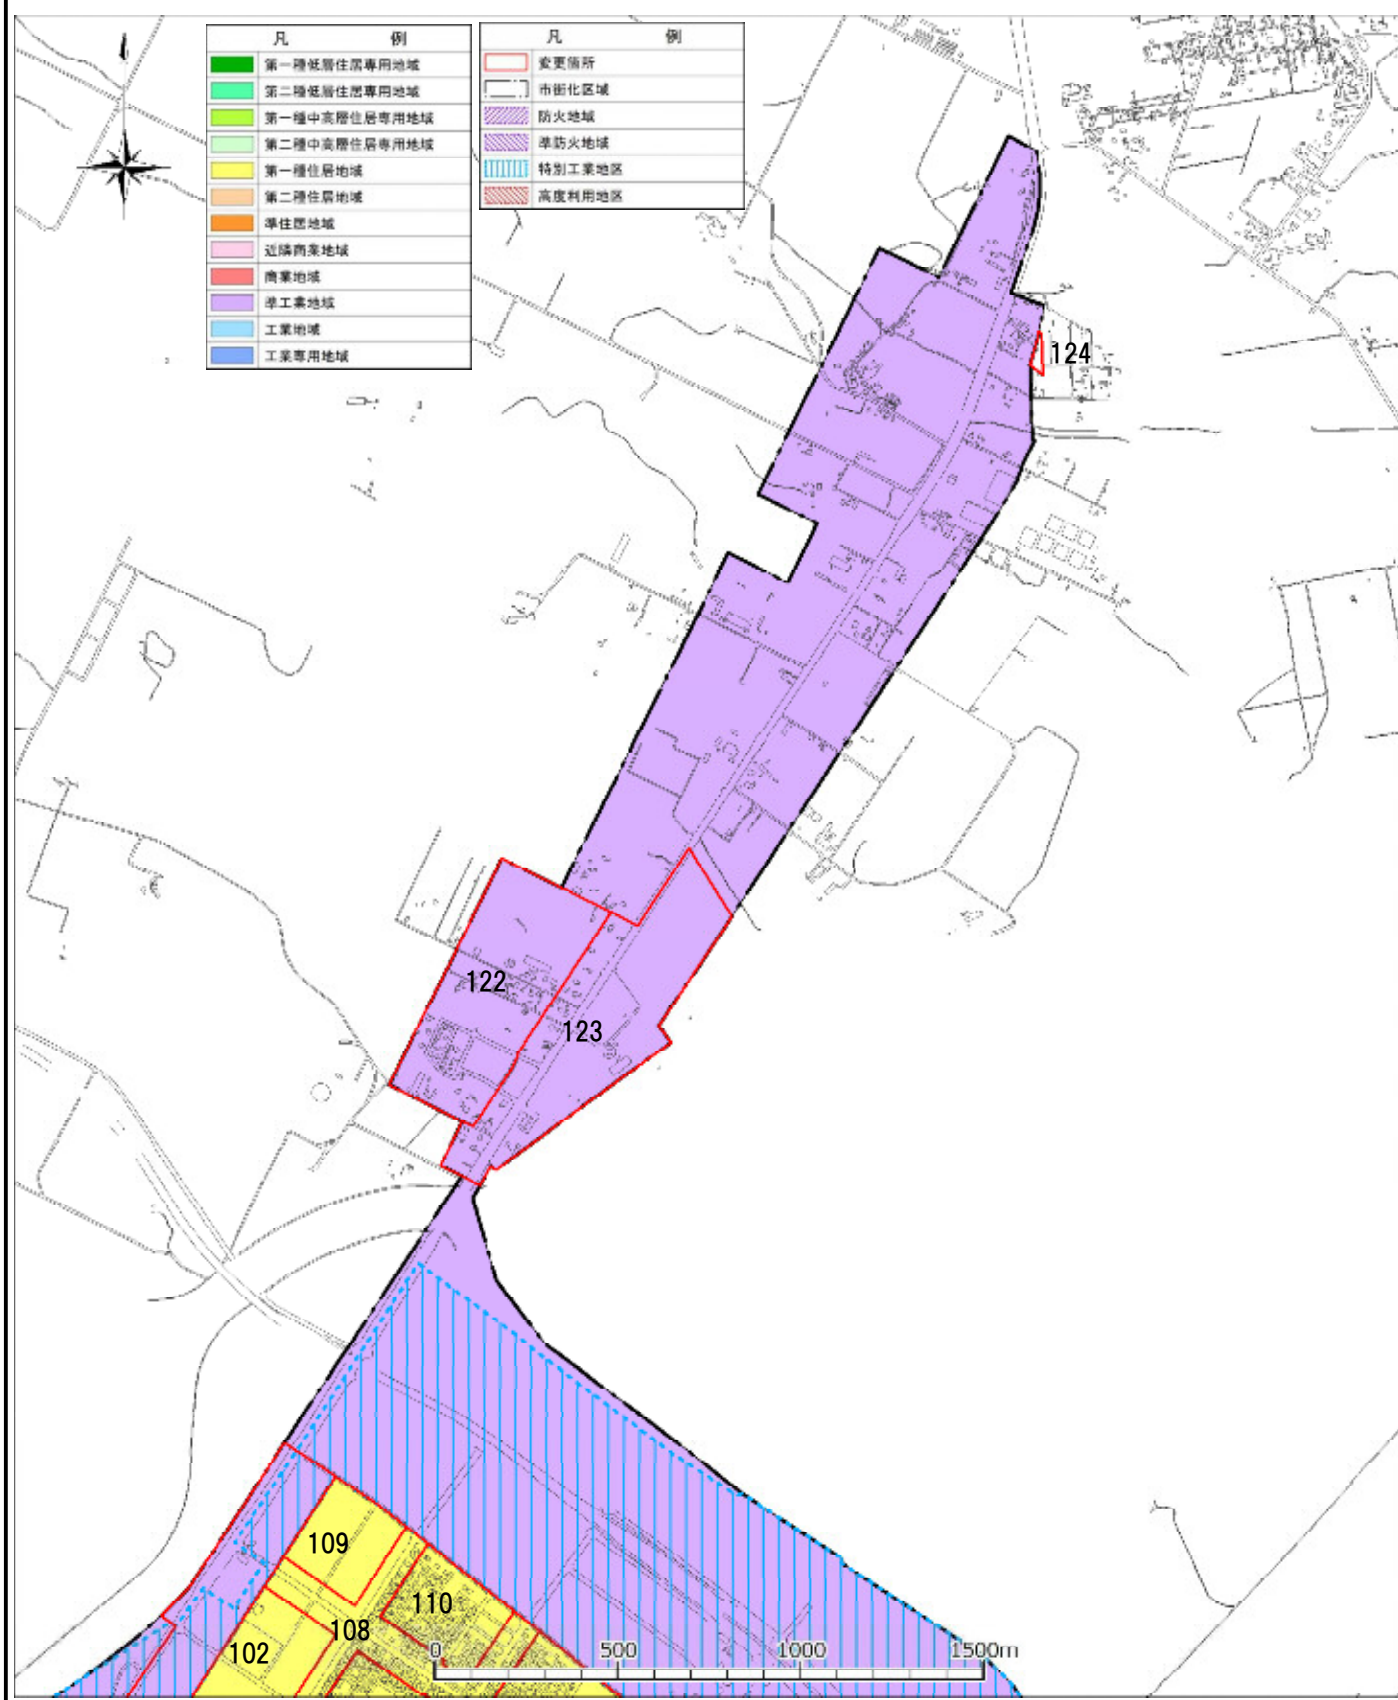 凡 例
第一種低層住居専用地域
第二種低層住居専用地域
第一種中高層住居専用地域
第二種中高層住居専用地域
第一種住居地域
第二種住居地域
準住居地域
近隣商業地域
商業地域
準工業地域
工業地域
工業専用地域
凡 例
変更箇所
市街化区域
防火地域
準防火地域
特別工業地区
高度利用地区
124
122
123
109
110
108
102
0 500 1000 1500m